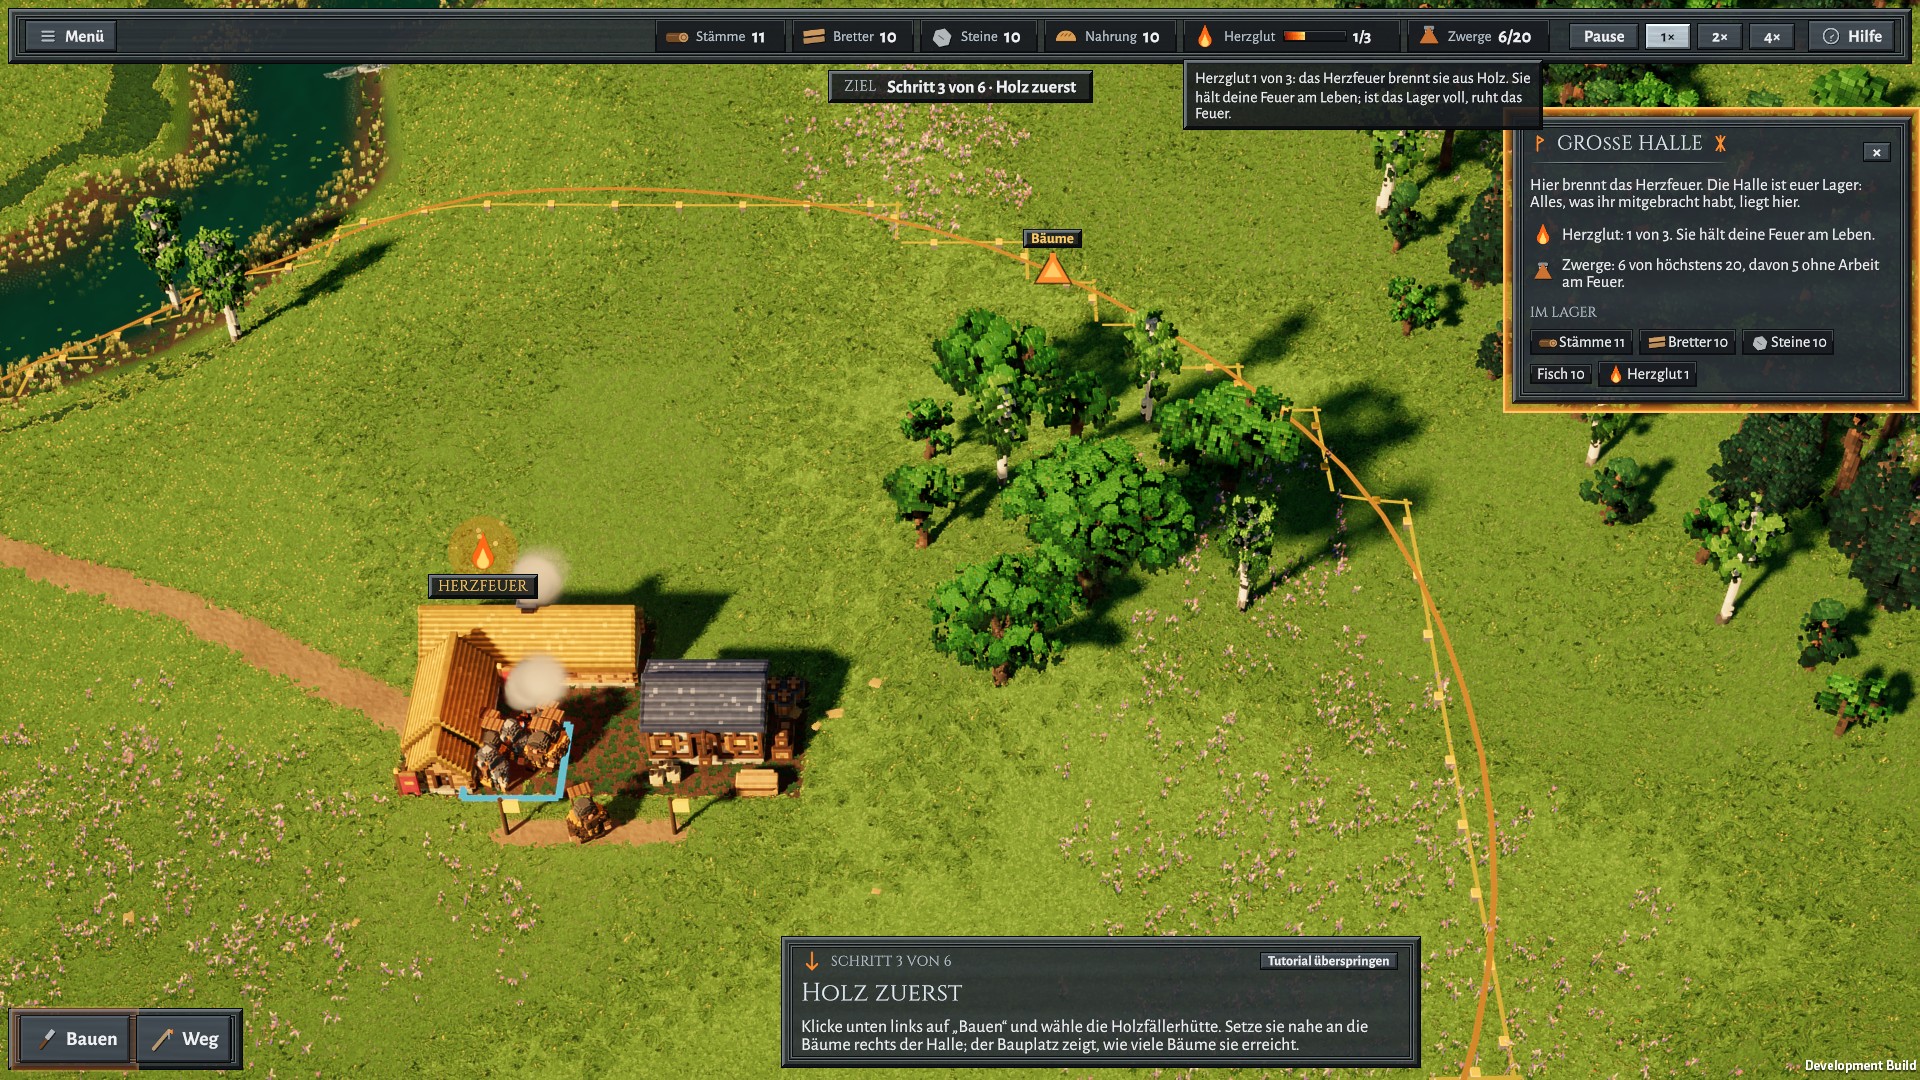 Menü
Stämme 11
Bretter 10
Steine 10
Nahrung 10
Herzglut 1/3
Zwerge 6/20
Pause
1×
2×
4×
Hilfe
ZIEL Schritt 3 von 6 · Holz zuerst
Herzglut 1 von 3: das Herzfeuer brennt sie aus Holz. Sie
hält deine Feuer am Leben; ist das Lager voll, ruht das
Feuer.
GROSSE HALLE
×
Hier brennt das Herzfeuer. Die Halle ist euer Lager:
Alles, was ihr mitgebracht habt, liegt hier.
Herzglut: 1 von 3. Sie hält deine Feuer am Leben.
Zwerge: 6 von höchstens 20, davon 5 ohne Arbeit
am Feuer.
IM LAGER
Stämme 11
Bretter 10
Steine 10
Fisch 10
Herzglut 1
Bäume
HERZFEUER
SCHRITT 3 VON 6
Tutorial überspringen
HOLZ ZUERST
Klicke unten links auf „Bauen“ und wähle die Holzfällerhütte. Setze sie nahe an die
Bäume rechts der Halle; der Bauplatz zeigt, wie viele Bäume sie erreicht.
Bauen
Weg
Development Build